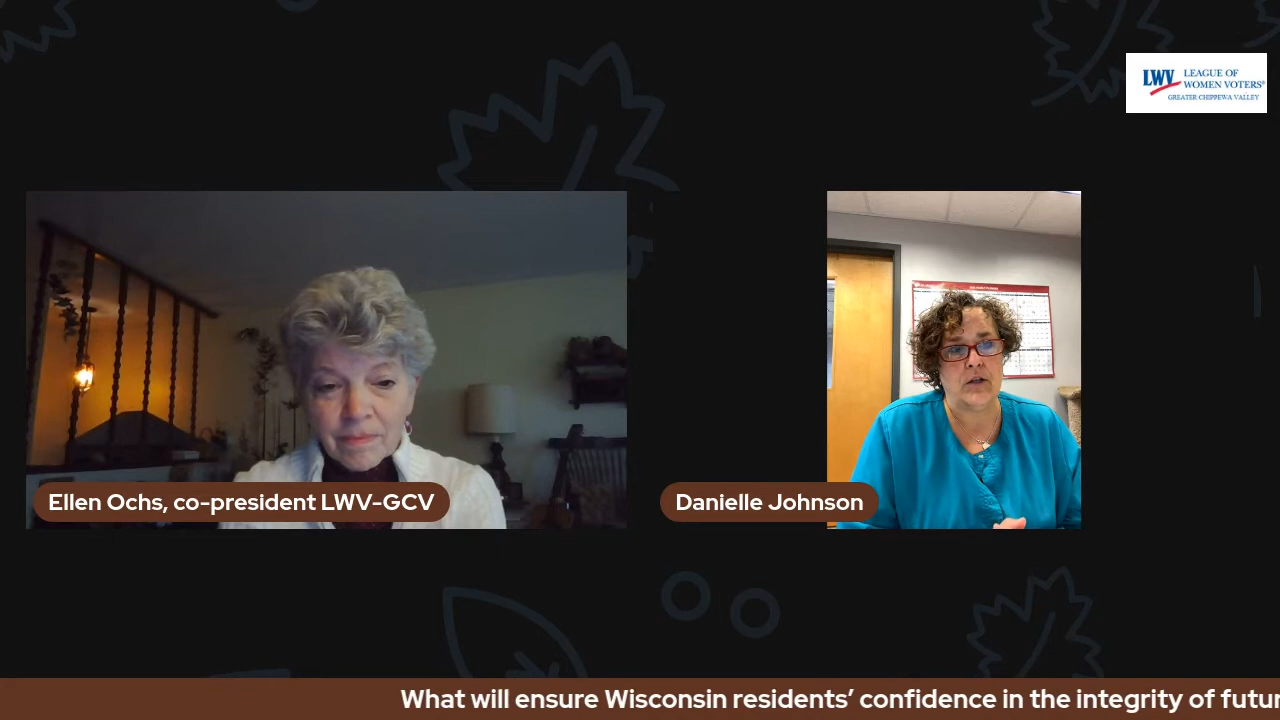 LWV
LEAGUE OF
WOMEN VOTERS®
GREATER CHIPPEWA VALLEY
Ellen Ochs, co-president LWV-GCV
Danielle Johnson
What will ensure Wisconsin residents’ confidence in the integrity of futur